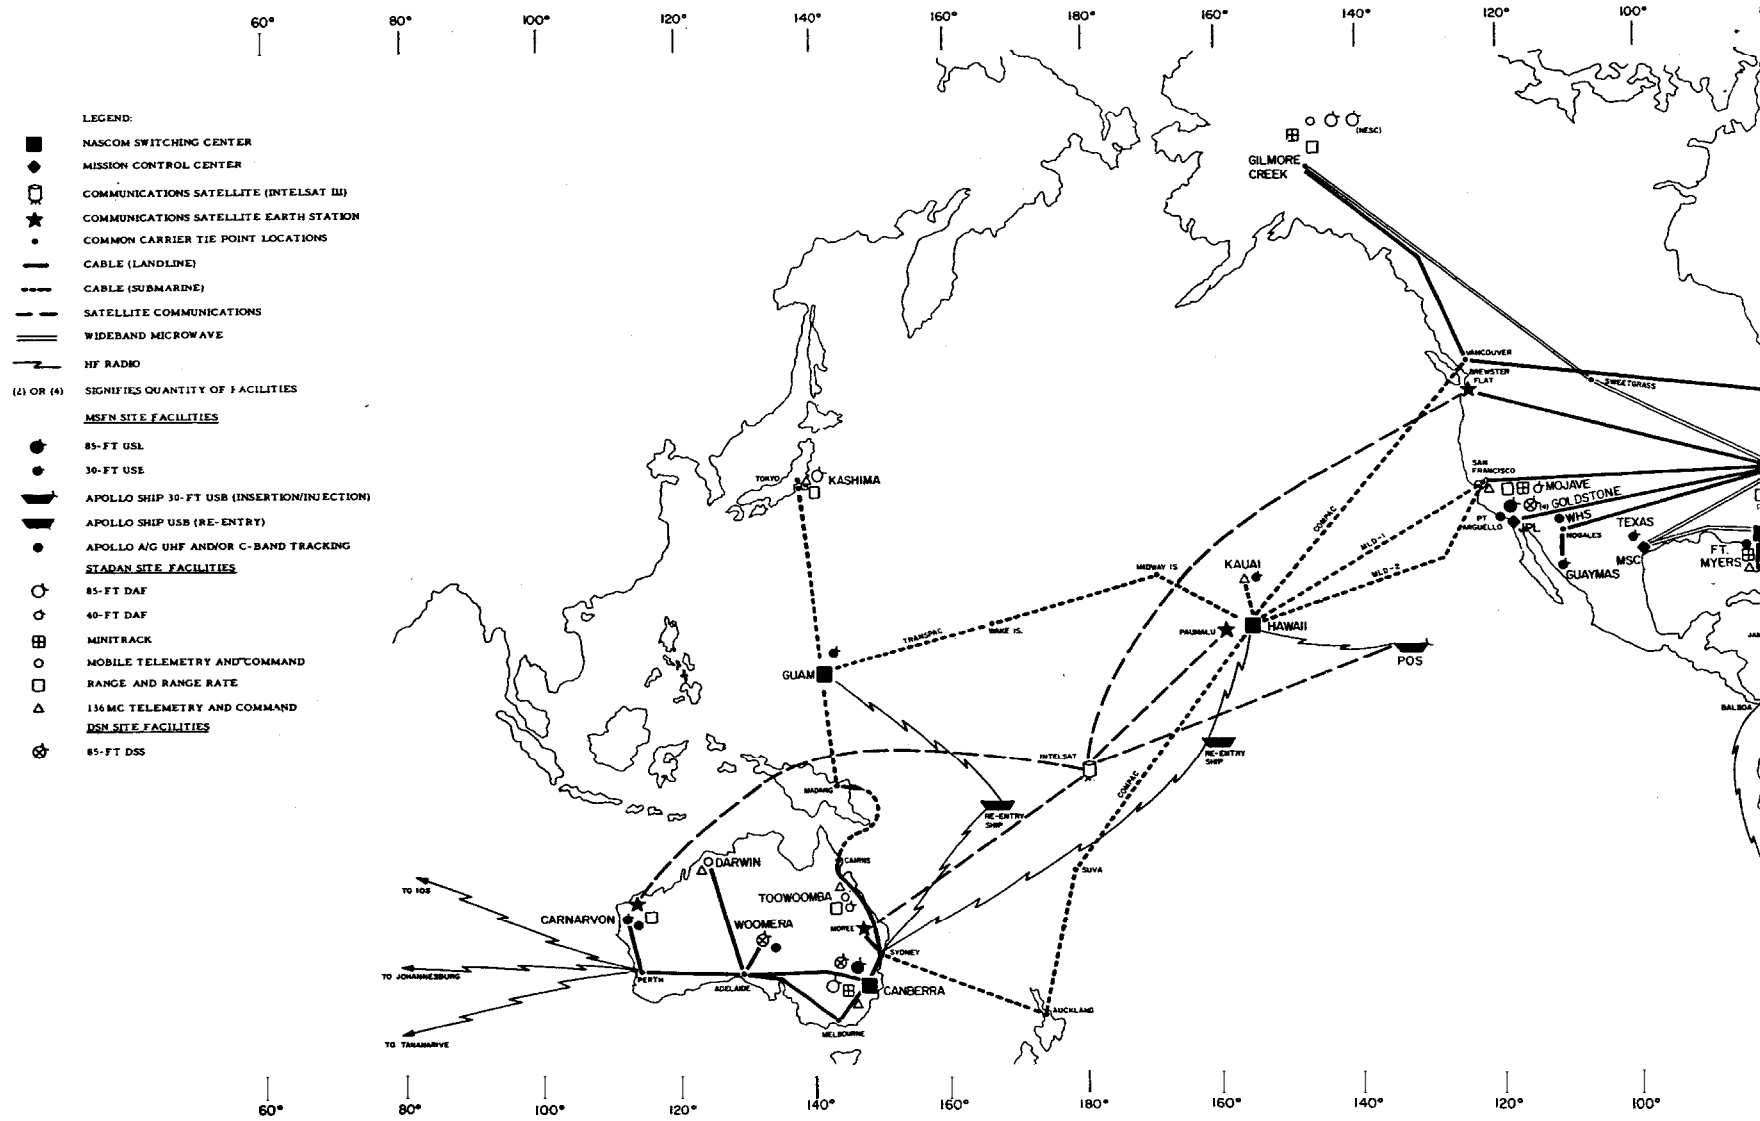 60°
80°
100°
120°
140°
160°
180°
160°
140°
120°
100°
LEGEND:
NASCOM SWITCHING CENTER
MISSION CONTROL CENTER
COMMUNICATIONS SATELLITE (INTELSAT III)
COMMUNICATIONS SATELLITE EARTH STATION
COMMON CARRIER TIE POINT LOCATIONS
CABLE (LANDLINE)
CABLE (SUBMARINE)
SATELLITE COMMUNICATIONS
WIDEBAND MICROWAVE
HF RADIO
(2) OR (4) SIGNIFIES QUANTITY OF FACILITIES
MSFN SITE FACILITIES
85-FT USB
30-FT USB
APOLLO SHIP 30-FT USB (INSERTION/INJECTION)
APOLLO SHIP USB (RE-ENTRY)
APOLLO A/G UHF AND/OR C-BAND TRACKING
STADAN SITE FACILITIES
85-FT DAF
40-FT DAF
MINITRACK
MOBILE TELEMETRY AND COMMAND
RANGE AND RANGE RATE
136 MC TELEMETRY AND COMMAND
DSN SITE FACILITIES
85-FT DSS
(NESC)
GILMORE
CREEK
VANCOUVER
BREWSTER
FLAT
SWEETGRASS
SAN
FRANCISCO
MOJAVE
(4) GOLDSTONE
PT
ARGUELLO
JPL
WHS
NOGALES
TEXAS
MSC
GUAYMAS
FT.
MYERS
TOKYO
KASHIMA
COMPAC
MLD-1
MLD-2
MIDWAY IS
KAUAI
HAWAII
PAUMALU
TRANSPAC
WAKE IS.
GUAM
POS
BALBOA
INTELSAT
RE-ENTRY
SHIP
COMPAC
MADANG
RE-ENTRY
SHIP
CAIRNS
DARWIN
SUVA
TO IOS
TOOWOOMBA
CARNARVON
WOOMERA
MOREE
SYDNEY
TO JOHANNESBURG
PERTH
ADELAIDE
CANBERRA
AUCKLAND
MELBOURNE
TO TANANARIVE
60°
80°
100°
120°
140°
160°
180°
160°
140°
120°
100°